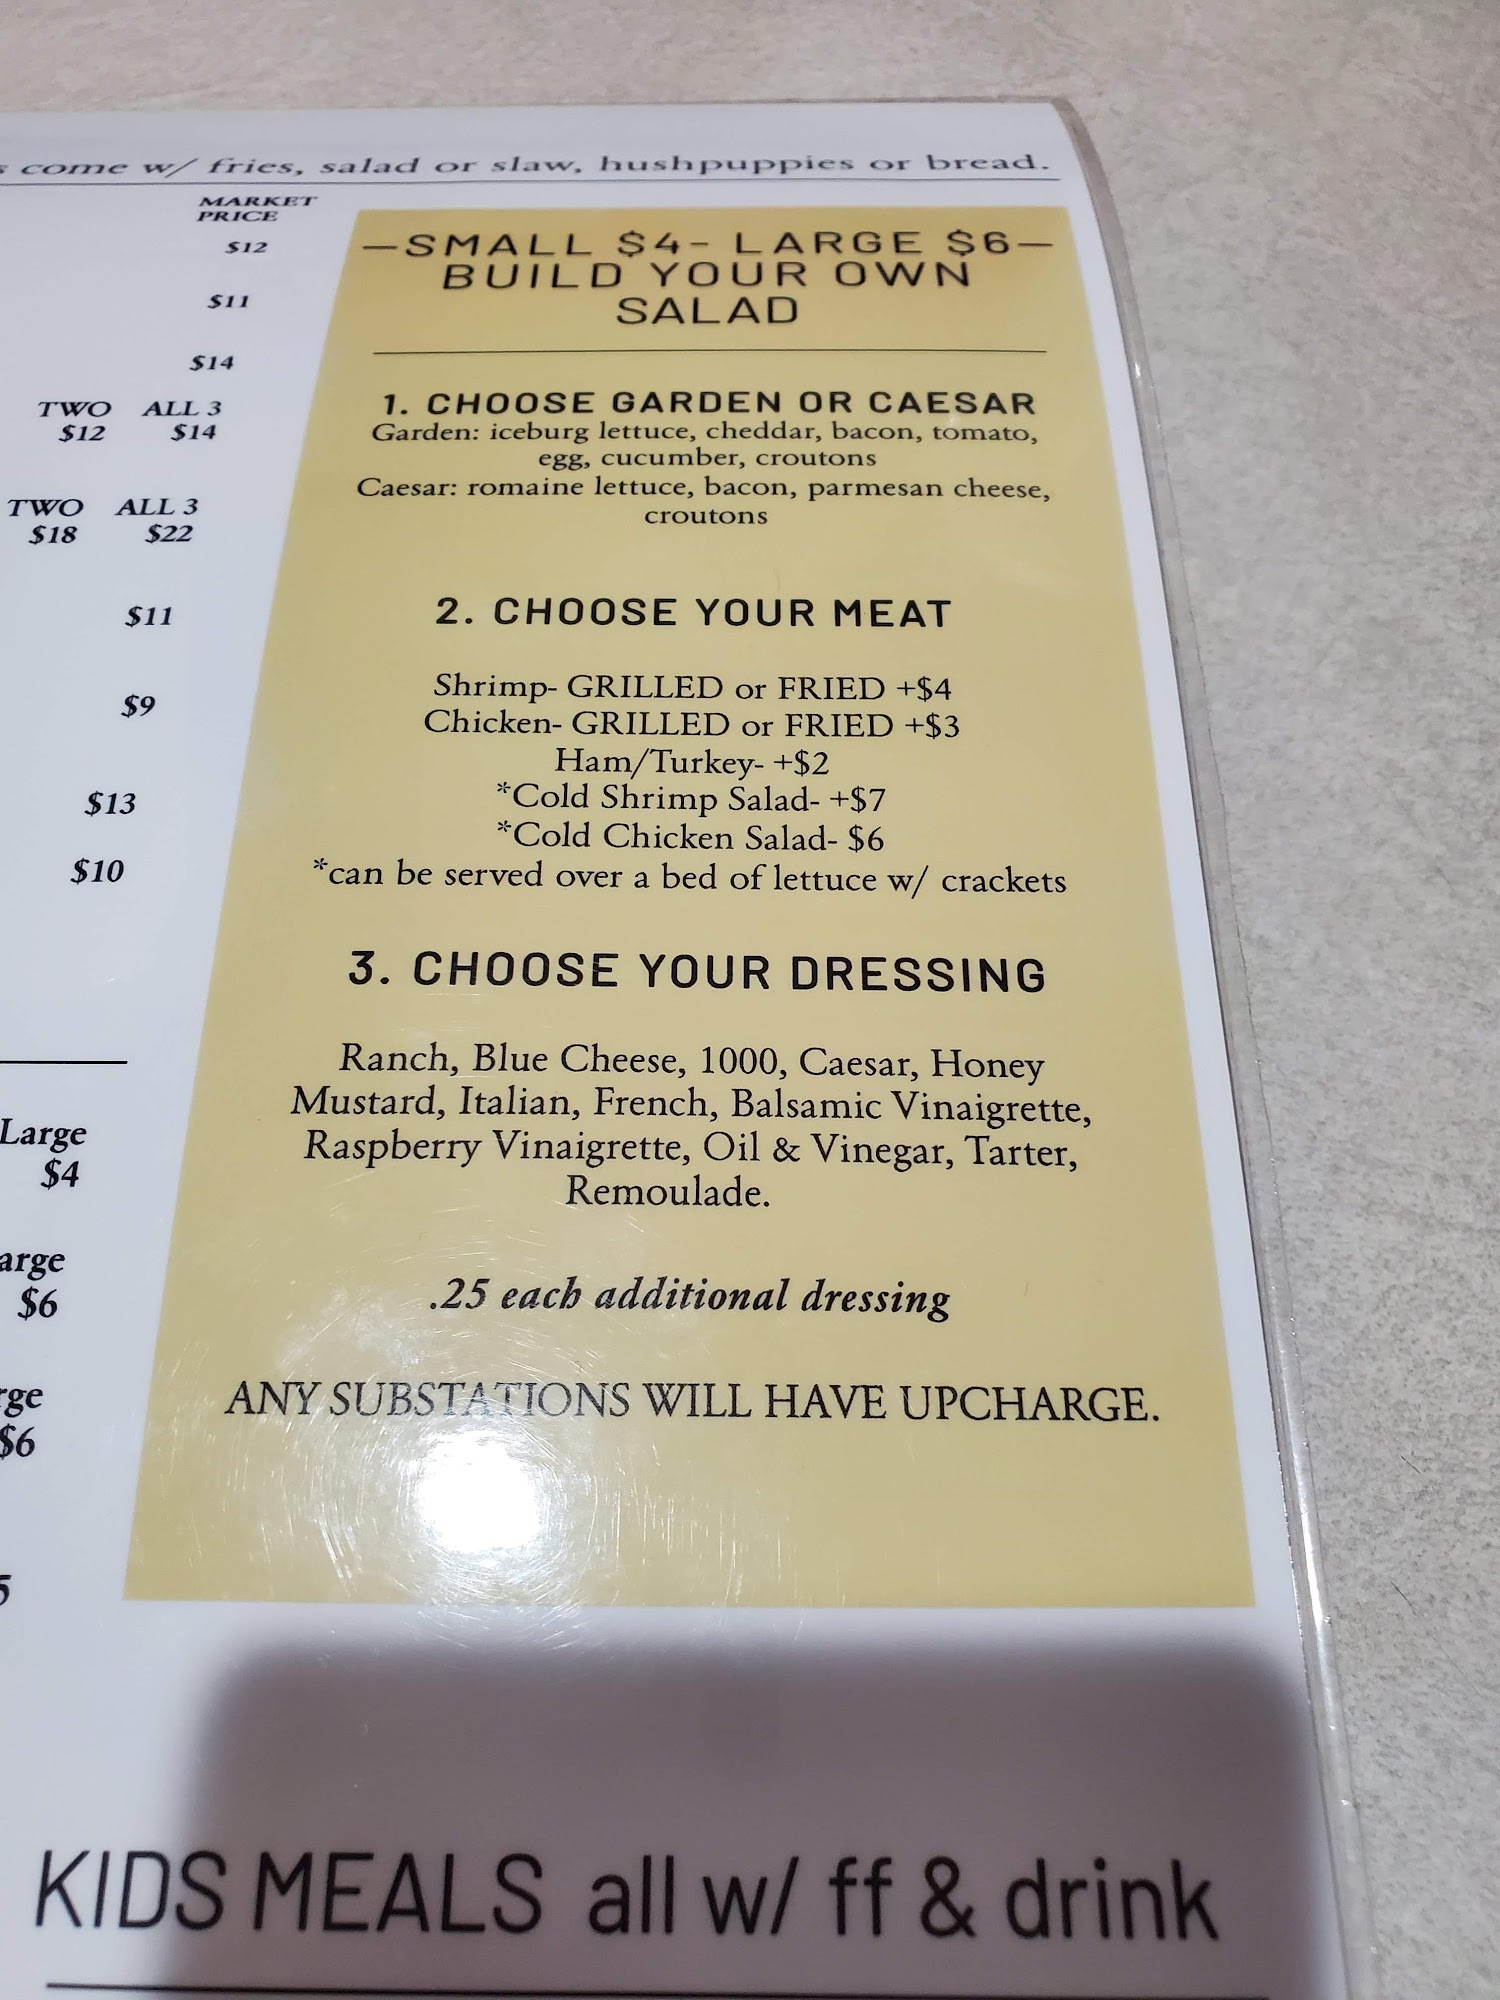 come w/ fries, salad or slaw, hushpuppies or bread.
MARKET
PRICE
$12
$11
$14
TWO ALL 3
$12 $14
TWO ALL 3
$18 $22
$11
$9
$13
$10
Large
$4
$6
$6
—SMALL $4- LARGE $6—
BUILD YOUR OWN
SALAD
1. CHOOSE GARDEN OR CAESAR
Garden: iceburg lettuce, cheddar, bacon, tomato,
egg, cucumber, croutons
Caesar: romaine lettuce, bacon, parmesan cheese,
croutons
2. CHOOSE YOUR MEAT
Shrimp- GRILLED or FRIED +$4
Chicken- GRILLED or FRIED +$3
Ham/Turkey- +$2
*Cold Shrimp Salad- +$7
*Cold Chicken Salad- $6
*can be served over a bed of lettuce w/ crackets
3. CHOOSE YOUR DRESSING
Ranch, Blue Cheese, 1000, Caesar, Honey
Mustard, Italian, French, Balsamic Vinaigrette,
Raspberry Vinaigrette, Oil & Vinegar, Tarter,
Remoulade.
.25 each additional dressing
ANY SUBSTATIONS WILL HAVE UPCHARGE.
KIDS MEALS all w/ ff & drink